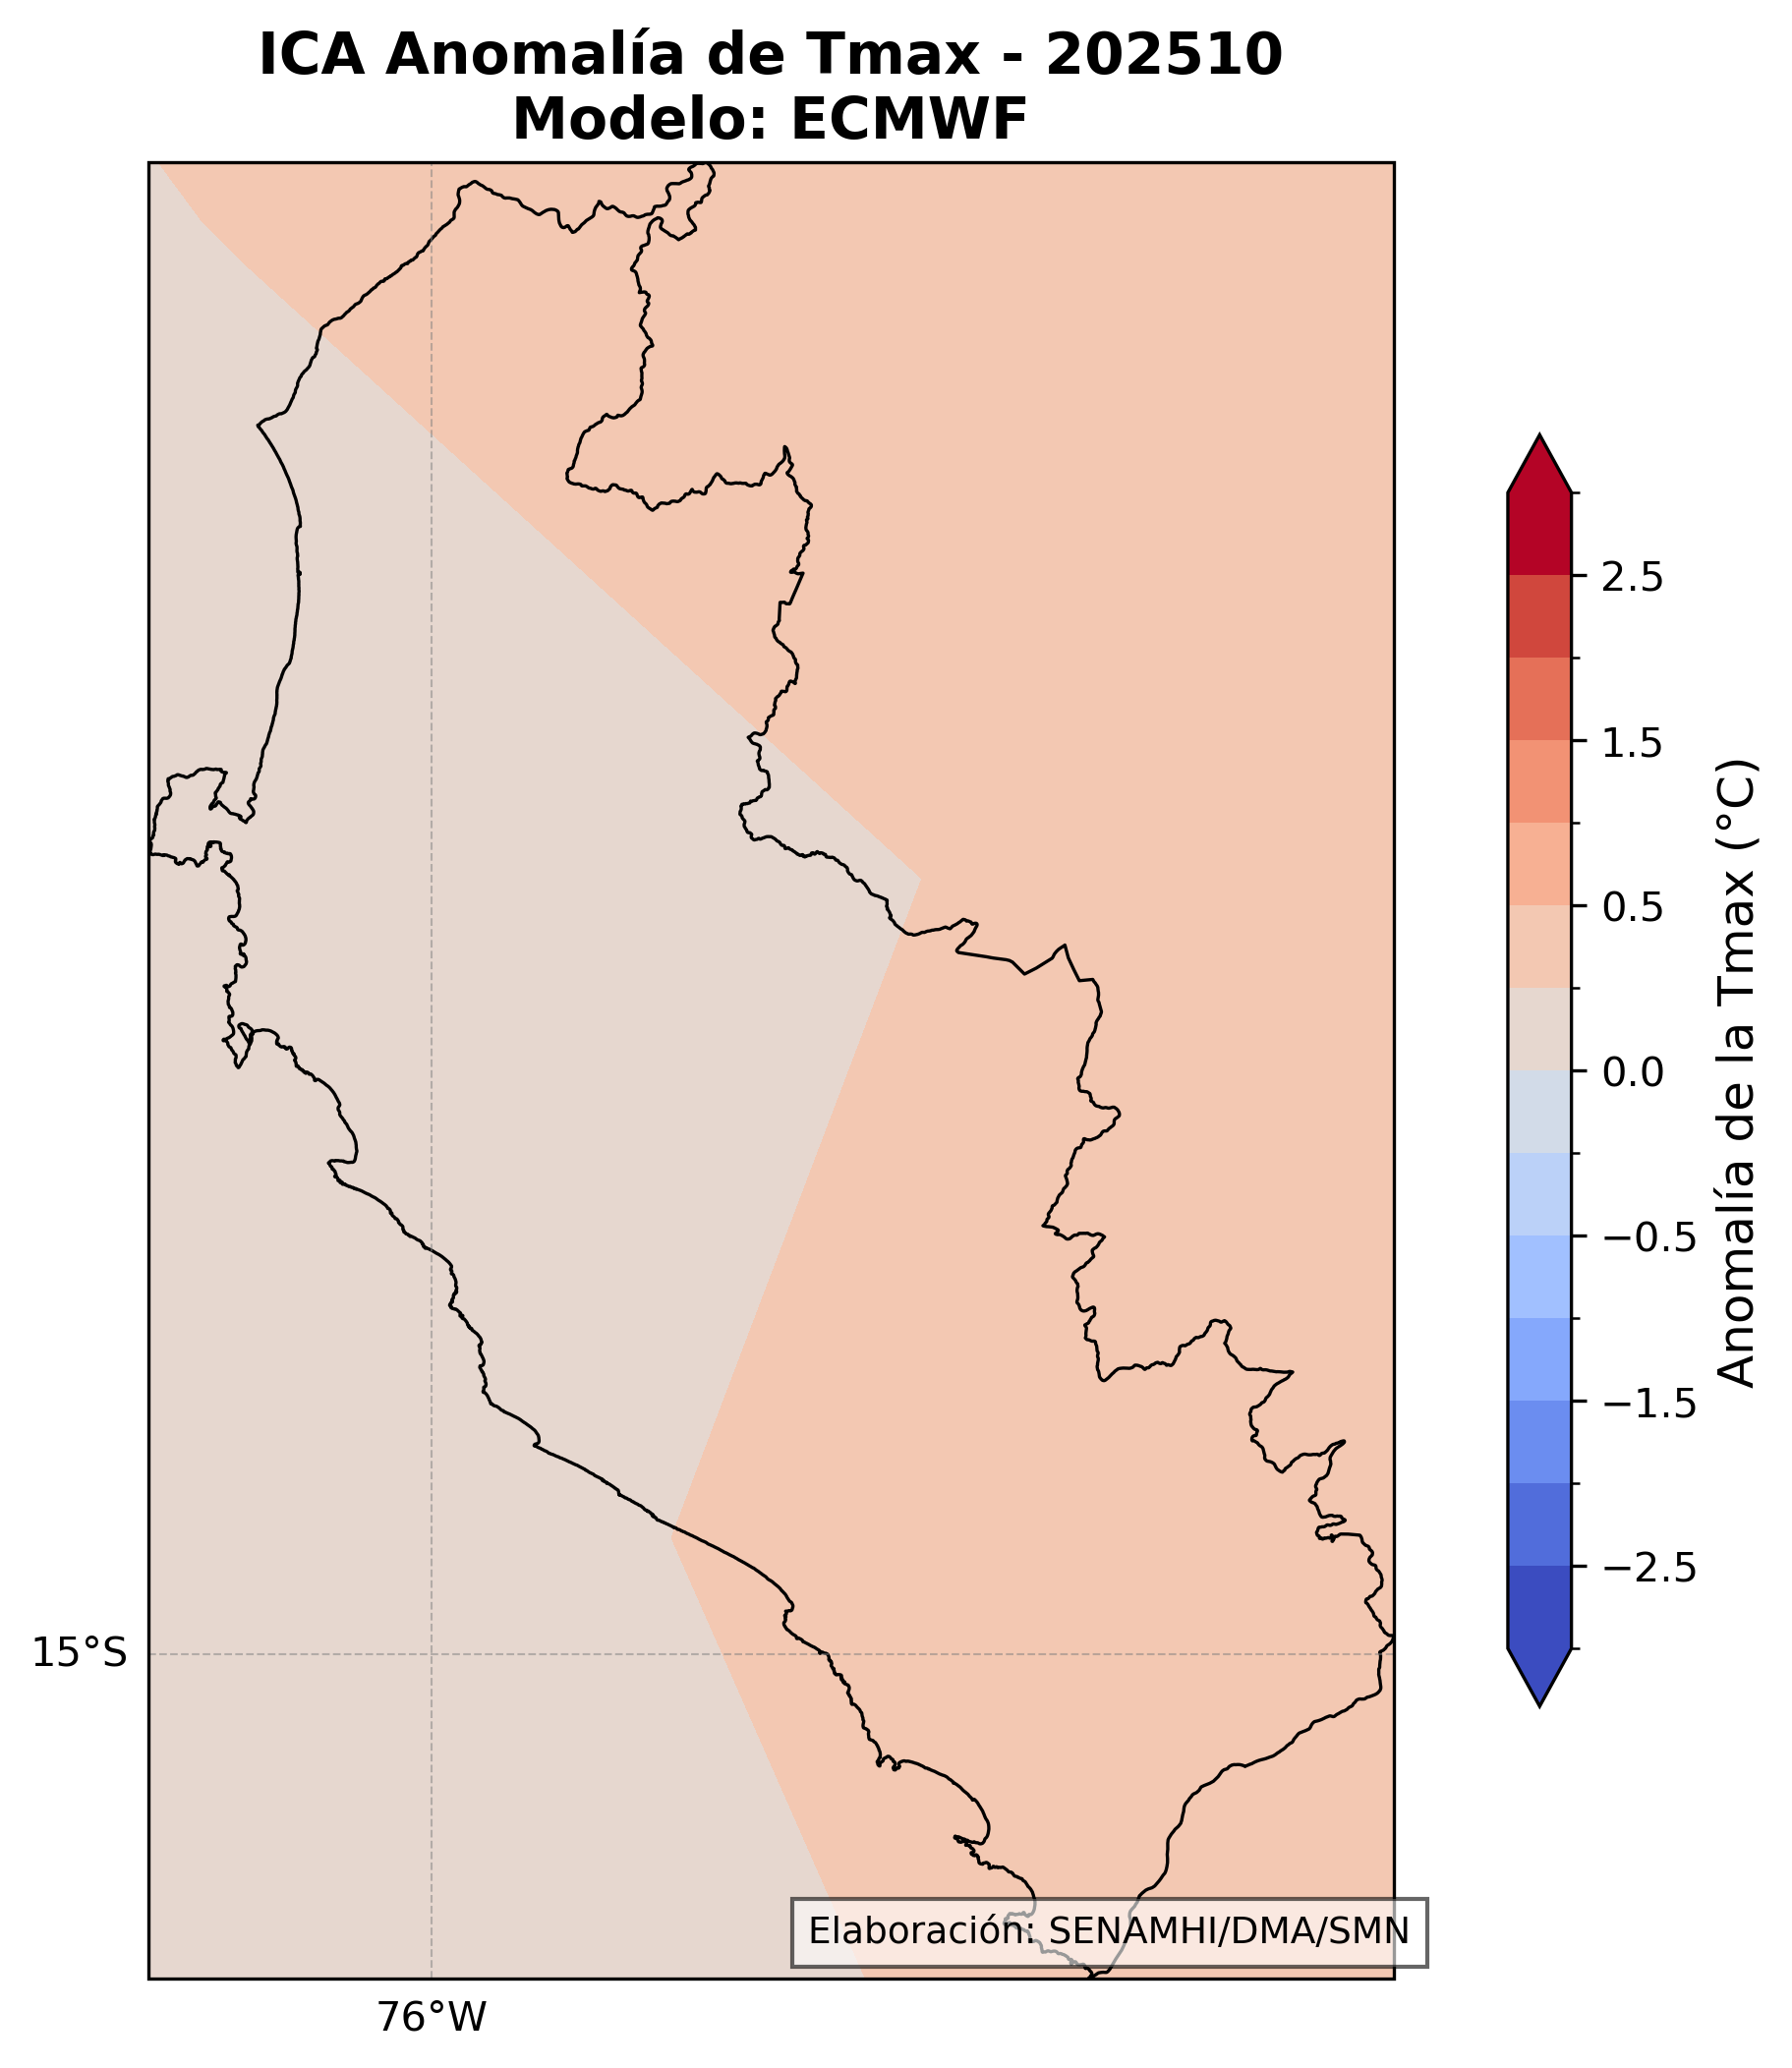 ICA Anomalía de Tmax - 202510
Modelo: ECMWF
2.5
1.5
0.5
0.0
−0.5
−1.5
−2.5
Anomalía de la Tmax (°C)
15°S
76°W
Elaboración: SENAMHI/DMA/SMN